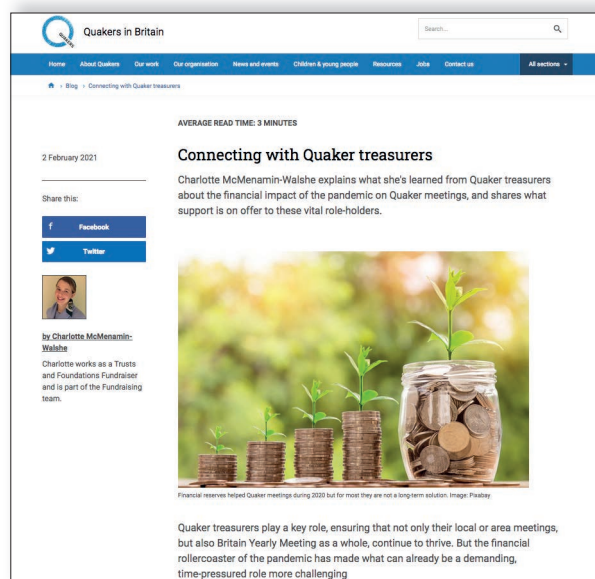 QUAKERS
Quakers in Britain
Search...
Home About Quakers Our work Our organisation News and events Children & young people Resources Jobs Contact us All sections
Blog › Connecting with Quaker treasurers
AVERAGE READ TIME: 3 MINUTES
2 February 2021
Share this:
f Facebook
Twitter
by Charlotte McMenamin-
Walshe
Charlotte works as a Trusts
and Foundations Fundraiser
and is part of the Fundraising
team.
Connecting with Quaker treasurers
Charlotte McMenamin-Walshe explains what she's learned from Quaker treasurers
about the financial impact of the pandemic on Quaker meetings, and shares what
support is on offer to these vital role-holders.
Financial reserves helped Quaker meetings during 2020 but for most they are not a long-term solution. Image: Pixabay
Quaker treasurers play a key role, ensuring that not only their local or area meetings,
but also Britain Yearly Meeting as a whole, continue to thrive. But the financial
rollercoaster of the pandemic has made what can already be a demanding,
time-pressured role more challenging